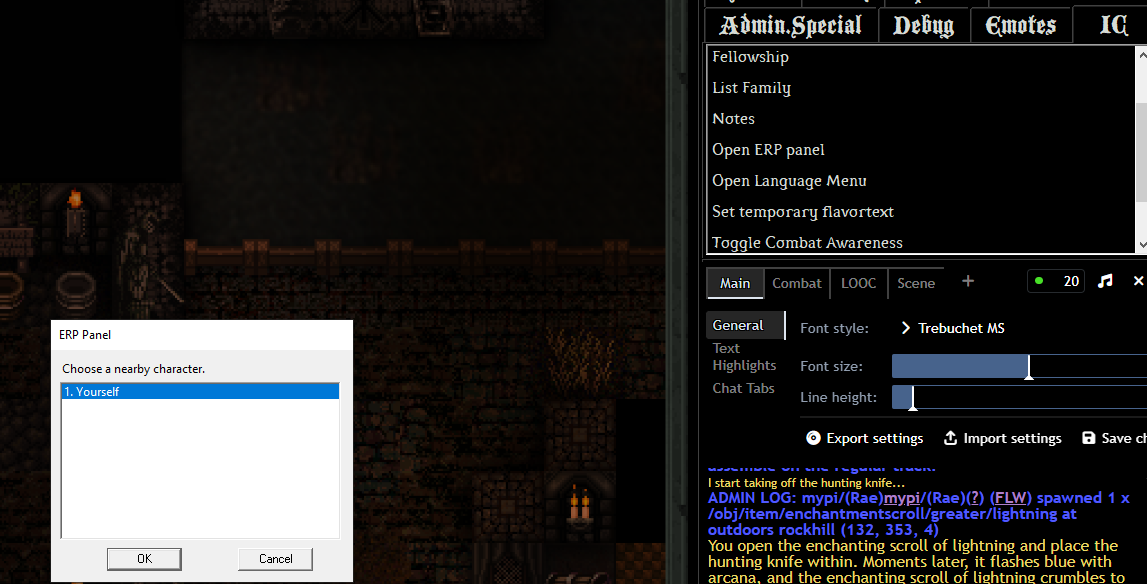 Admin.Special Debug Emotes IC
Fellowship
List Family
Notes
Open ERP panel
Open Language Menu
Set temporary flavortext
Toggle Combat Awareness
Main Combat LOOC Scene + 20
General
Text
Highlights
Chat Tabs
Font style: Trebuchet MS
Font size:
Line height:
Export settings Import settings Save ch
ERP Panel
Choose a nearby character.
1. Yourself
OK Cancel
assemble on the regular track.
I start taking off the hunting knife...
ADMIN LOG: mypi/(Rae)mypi/(Rae)(?) (FLW) spawned 1 x
/obj/item/enchantmentscroll/greater/lightning at
outdoors rockhill (132, 353, 4)
You open the enchanting scroll of lightning and place the
hunting knife within. Moments later, it flashes blue with
arcana, and the enchanting scroll of lightning crumbles to